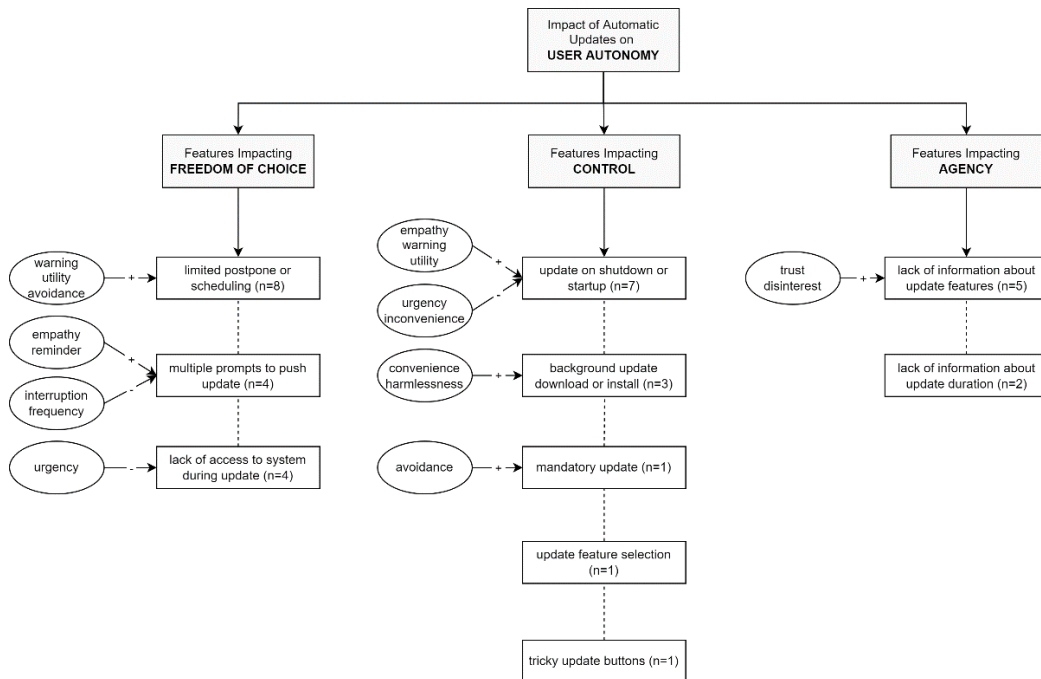 Impact of Automatic
Updates on
USER AUTONOMY
Features Impacting
FREEDOM OF CHOICE
warning
utility
avoidance
+
limited postpone or
scheduling (n=8)
empathy
reminder
+
interruption
frequency
-
multiple prompts to push
update (n=4)
urgency
-
lack of access to system
during update (n=4)
Features Impacting
CONTROL
empathy
warning
utility
+
urgency
inconvenience
-
update on shutdown or
startup (n=7)
convenience
harmlessness
+
background update
download or install (n=3)
avoidance
+
mandatory update (n=1)
update feature selection
(n=1)
tricky update buttons (n=1)
Features Impacting
AGENCY
trust
disinterest
+
lack of information about
update features (n=5)
lack of information about
update duration (n=2)